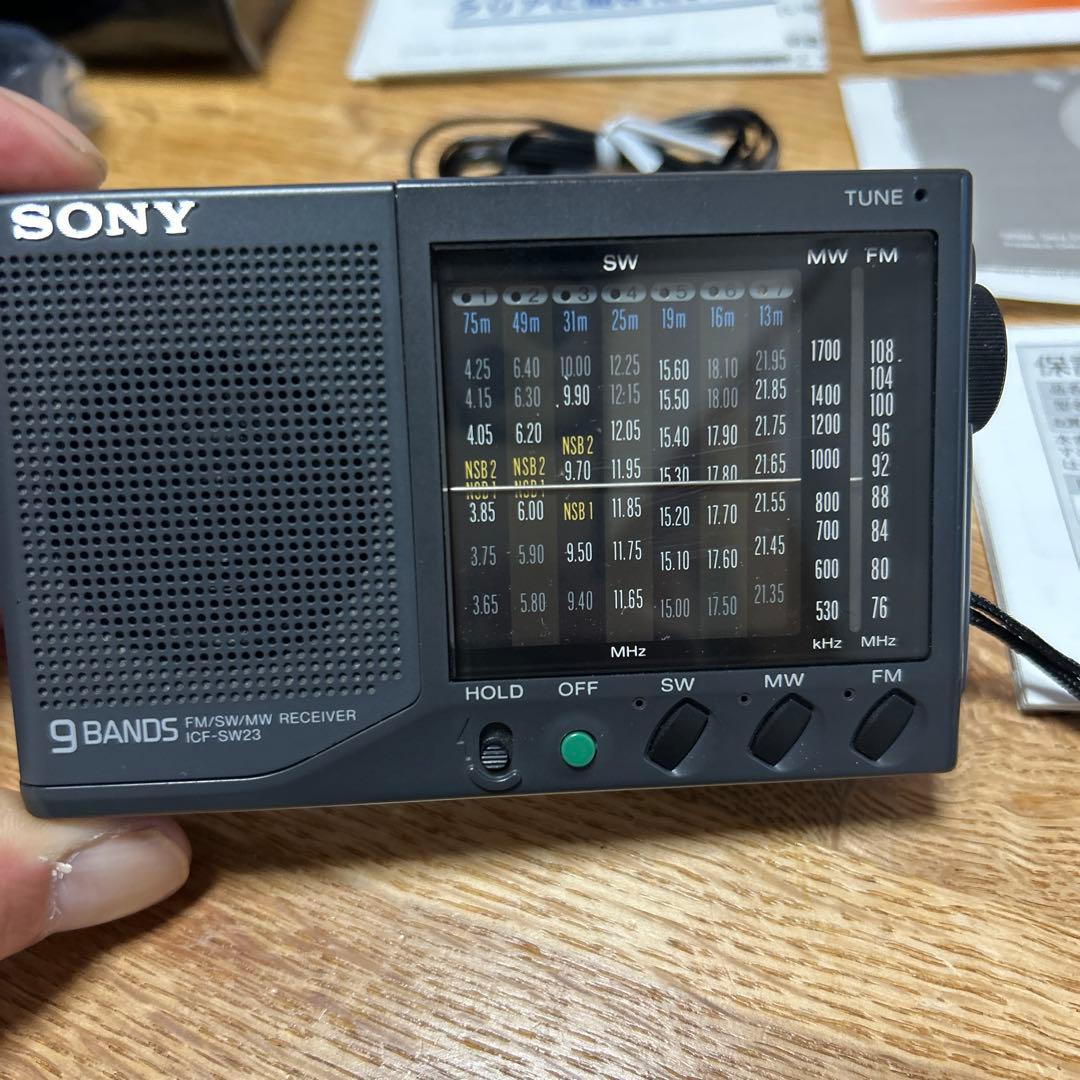 SONY
TUNE
SW MW FM
1 2 3 4 5 6 7
75m 49m 31m 25m 19m 16m 13m
4.25 6.40 10.00 12.25 15.60 18.10 21.95 1700 108
4.15 6.30 9.90 12.15 15.50 18.00 21.85 1400 104
100
4.05 6.20 NSB 2 12.05 15.40 17.90 21.75 1200 96
NSB 2 NSB 2 9.70 11.95 15.30 17.80 21.65 1000 92
NSB 1 NSB 1
3.85 6.00 NSB 1 11.85 15.20 17.70 21.55 800 88
700 84
3.75 5.90 9.50 11.75 15.10 17.60 21.45 600 80
3.65 5.80 9.40 11.65 15.00 17.50 21.35 530 76
MHz kHz MHz
HOLD OFF SW MW FM
9 BANDS FM/SW/MW RECEIVER
ICF-SW23